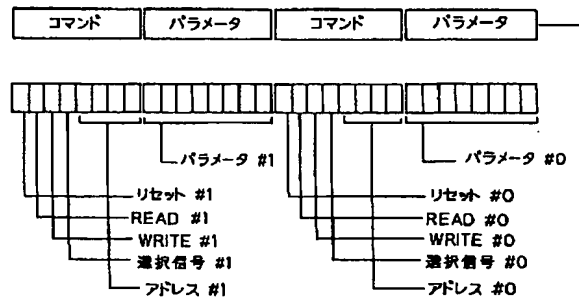 コマンド パラメータ コマンド パラメータ
パラメータ #1 パラメータ #0
リセット #1 リセット #0
READ #1 READ #0
WRITE #1 WRITE #0
選択信号 #1 選択信号 #0
アドレス #1 アドレス #0